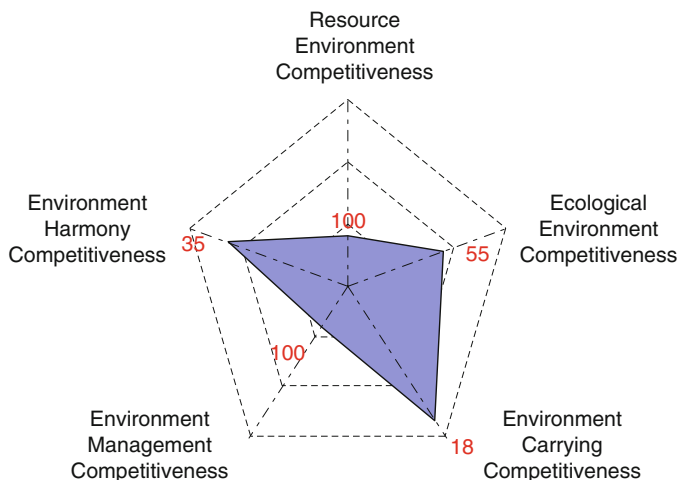 Resource
Environment
Competitiveness
100
Environment
Harmony
Competitiveness
35
Ecological
Environment
Competitiveness
55
100
Environment
Management
Competitiveness
18
Environment
Carrying
Competitiveness